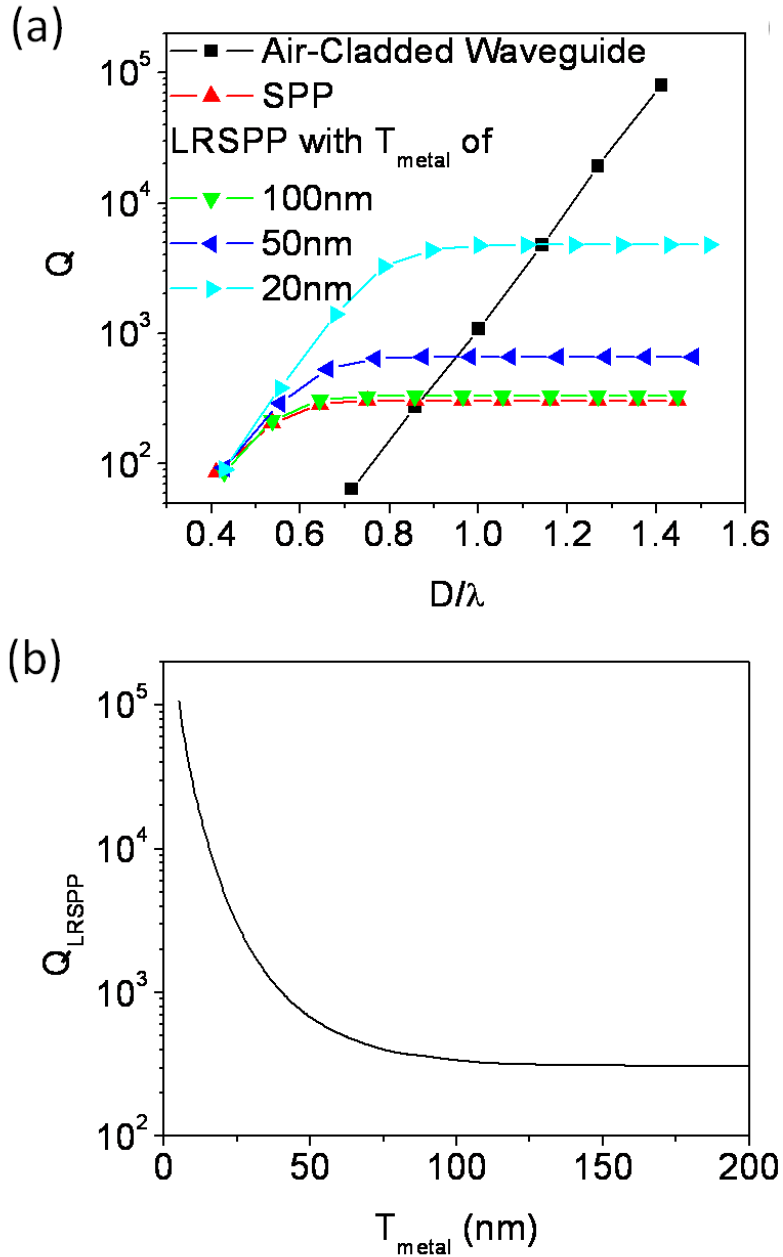 (a)
Air-Cladded Waveguide
SPP
LRSPP with T_metal of
100nm
50nm
20nm
10^5
10^4
10^3
10^2
Q
0.4 0.6 0.8 1.0 1.2 1.4 1.6
D/λ
(b)
10^5
10^4
10^3
10^2
Q_LRSPP
0 50 100 150 200
T_metal (nm)